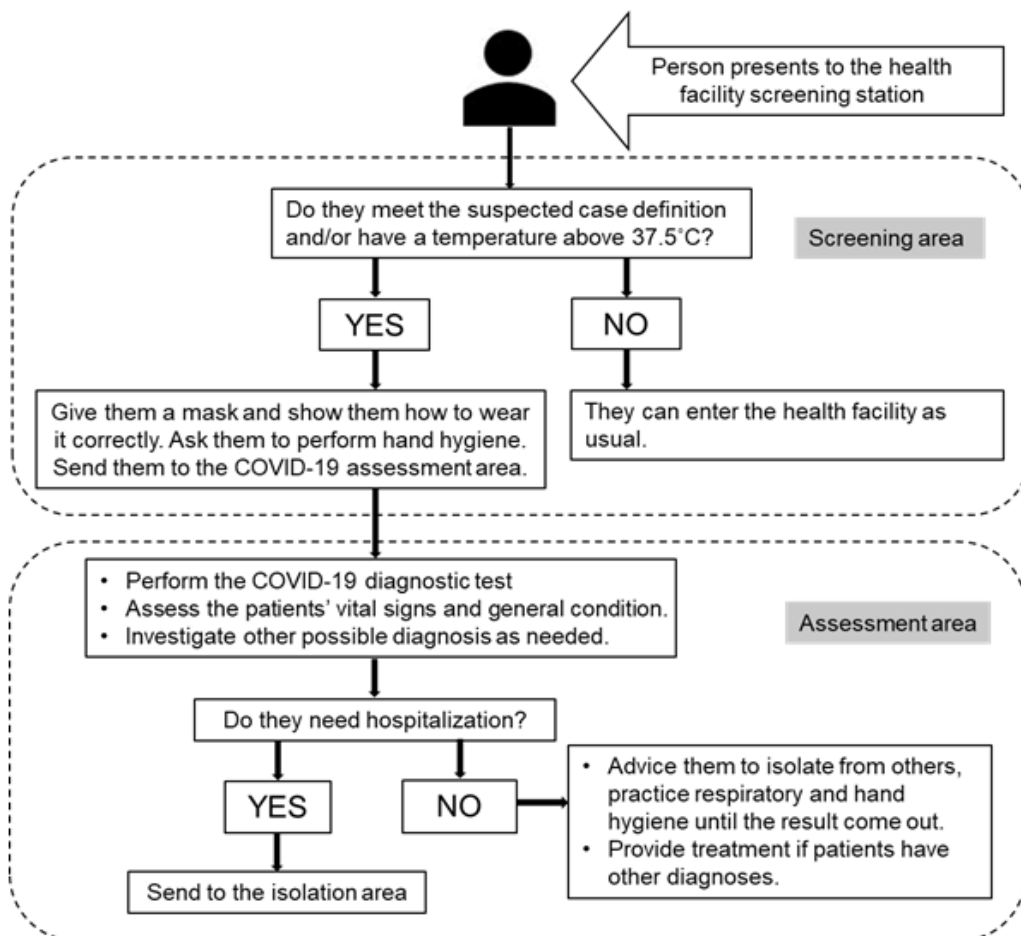 Person presents to the health
facility screening station
Do they meet the suspected case definition
and/or have a temperature above 37.5˚C?
Screening area
YES
NO
Give them a mask and show them how to wear
it correctly. Ask them to perform hand hygiene.
Send them to the COVID-19 assessment area.
They can enter the health facility as
usual.
• Perform the COVID-19 diagnostic test
• Assess the patients’ vital signs and general condition.
• Investigate other possible diagnosis as needed.
Assessment area
Do they need hospitalization?
YES
NO
• Advice them to isolate from others,
practice respiratory and hand
hygiene until the result come out.
• Provide treatment if patients have
other diagnoses.
Send to the isolation area